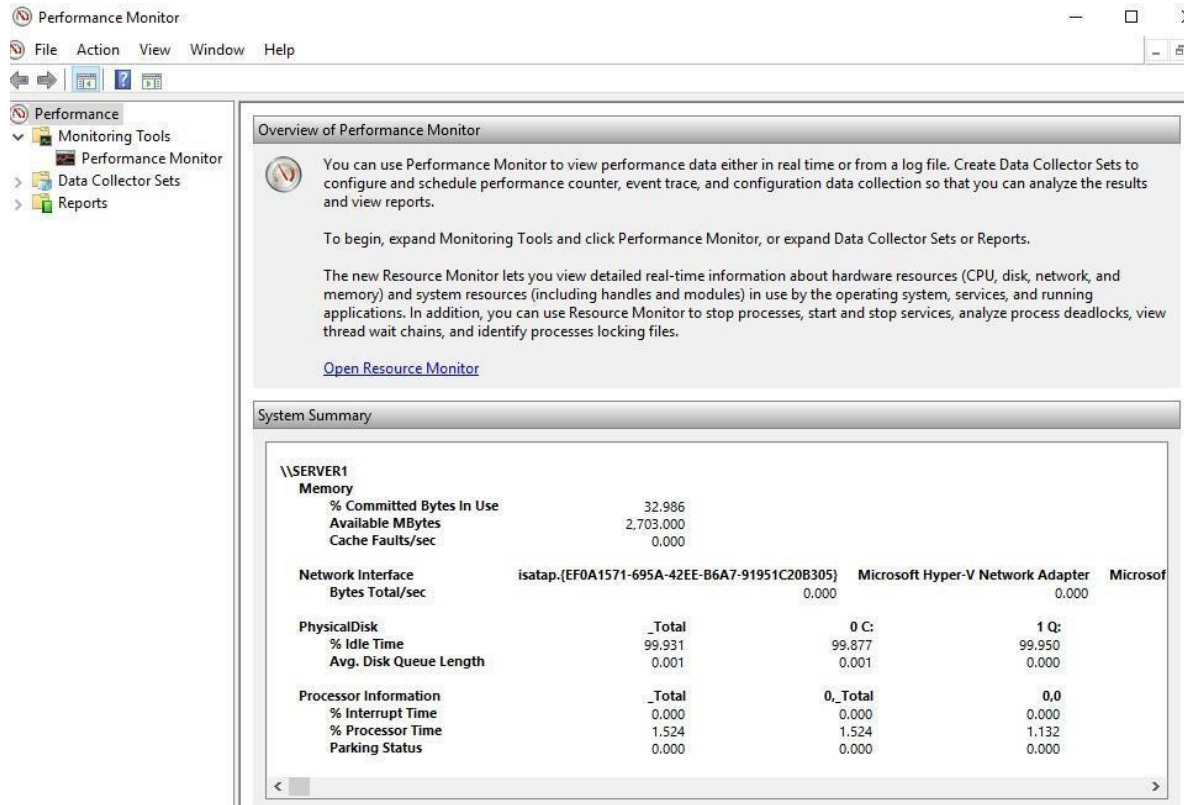 Performance Monitor
File Action View Window Help
Performance
Monitoring Tools
Performance Monitor
Data Collector Sets
Reports
Overview of Performance Monitor
You can use Performance Monitor to view performance data either in real time or from a log file. Create Data Collector Sets to
configure and schedule performance counter, event trace, and configuration data collection so that you can analyze the results
and view reports.
To begin, expand Monitoring Tools and click Performance Monitor, or expand Data Collector Sets or Reports.
The new Resource Monitor lets you view detailed real-time information about hardware resources (CPU, disk, network, and
memory) and system resources (including handles and modules) in use by the operating system, services, and running
applications. In addition, you can use Resource Monitor to stop processes, start and stop services, analyze process deadlocks, view
thread wait chains, and identify processes locking files.
Open Resource Monitor
System Summary
\\SERVER1
Memory
% Committed Bytes In Use 32.986
Available MBytes 2,703.000
Cache Faults/sec 0.000
Network Interface isatap.{EF0A1571-695A-42EE-B6A7-91951C20B305} Microsoft Hyper-V Network Adapter Microsof
Bytes Total/sec 0.000 0.000
PhysicalDisk _Total 0 C: 1 Q:
% Idle Time 99.931 99.877 99.950
Avg. Disk Queue Length 0.001 0.001 0.000
Processor Information _Total 0,_Total 0,0
% Interrupt Time 0.000 0.000 0.000
% Processor Time 1.524 1.524 1.132
Parking Status 0.000 0.000 0.000